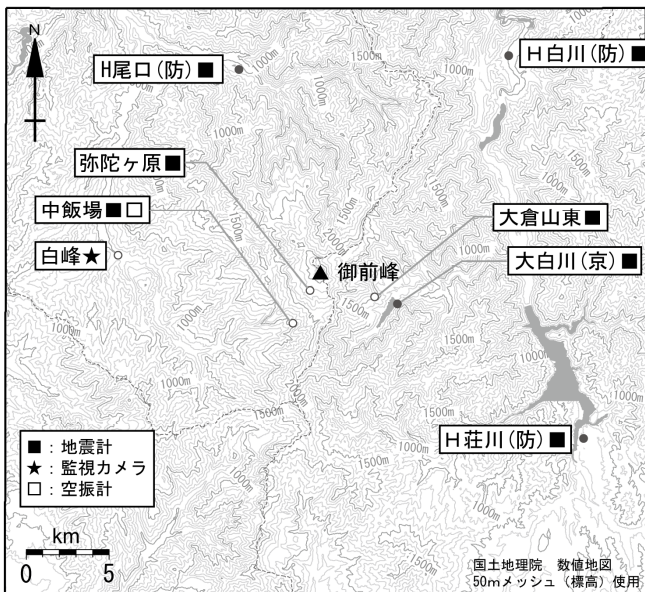 N
H尾口(防)■
H白川(防)■
弥陀ヶ原■
中飯場■□
白峰★
▲ 御前峰
大倉山東■
大白川(京)■
H荘川(防)■
■:地震計
★:監視カメラ
□:空振計
km
0 5
国土地理院 数値地図
50mメッシュ(標高)使用
1000m
1500m
1000m
1000m
1000m
1500m
1500m
2000m
1000m
1500m
1500m
1000m
1000m
1000m
1000m
2000m
1500m
1500m
1500m
1000m
1000m